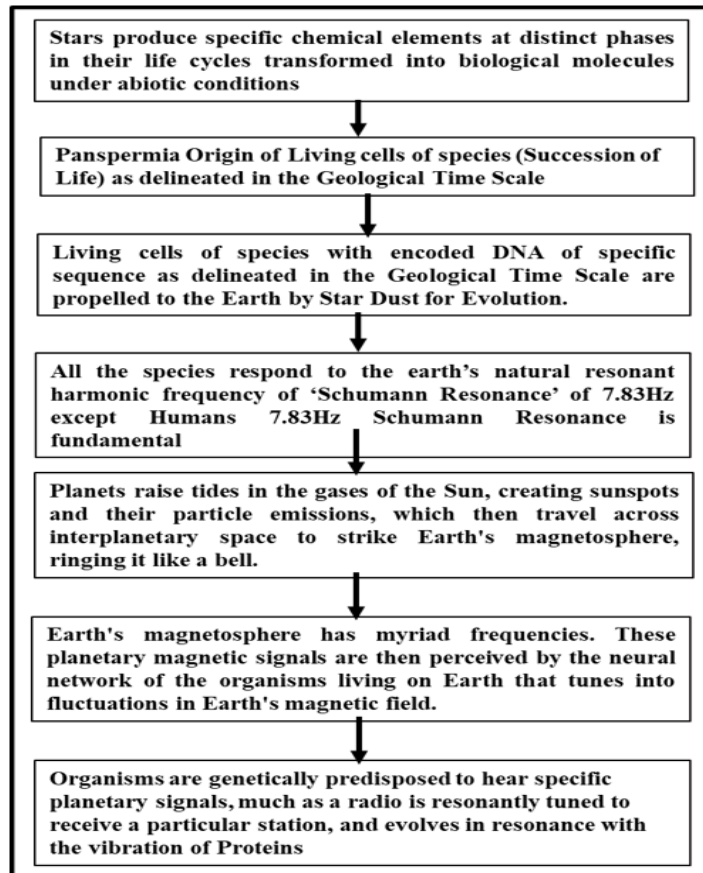 Stars produce specific chemical elements at distinct phases
in their life cycles transformed into biological molecules
under abiotic conditions
Panspermia Origin of Living cells of species (Succession of
Life) as delineated in the Geological Time Scale
Living cells of species with encoded DNA of specific
sequence as delineated in the Geological Time Scale are
propelled to the Earth by Star Dust for Evolution.
All the species respond to the earth’s natural resonant
harmonic frequency of ‘Schumann Resonance’ of 7.83Hz
except Humans 7.83Hz Schumann Resonance is
fundamental
Planets raise tides in the gases of the Sun, creating sunspots
and their particle emissions, which then travel across
interplanetary space to strike Earth's magnetosphere,
ringing it like a bell.
Earth's magnetosphere has myriad frequencies. These
planetary magnetic signals are then perceived by the neural
network of the organisms living on Earth that tunes into
fluctuations in Earth's magnetic field.
Organisms are genetically predisposed to hear specific
planetary signals, much as a radio is resonantly tuned to
receive a particular station, and evolves in resonance with
the vibration of Proteins